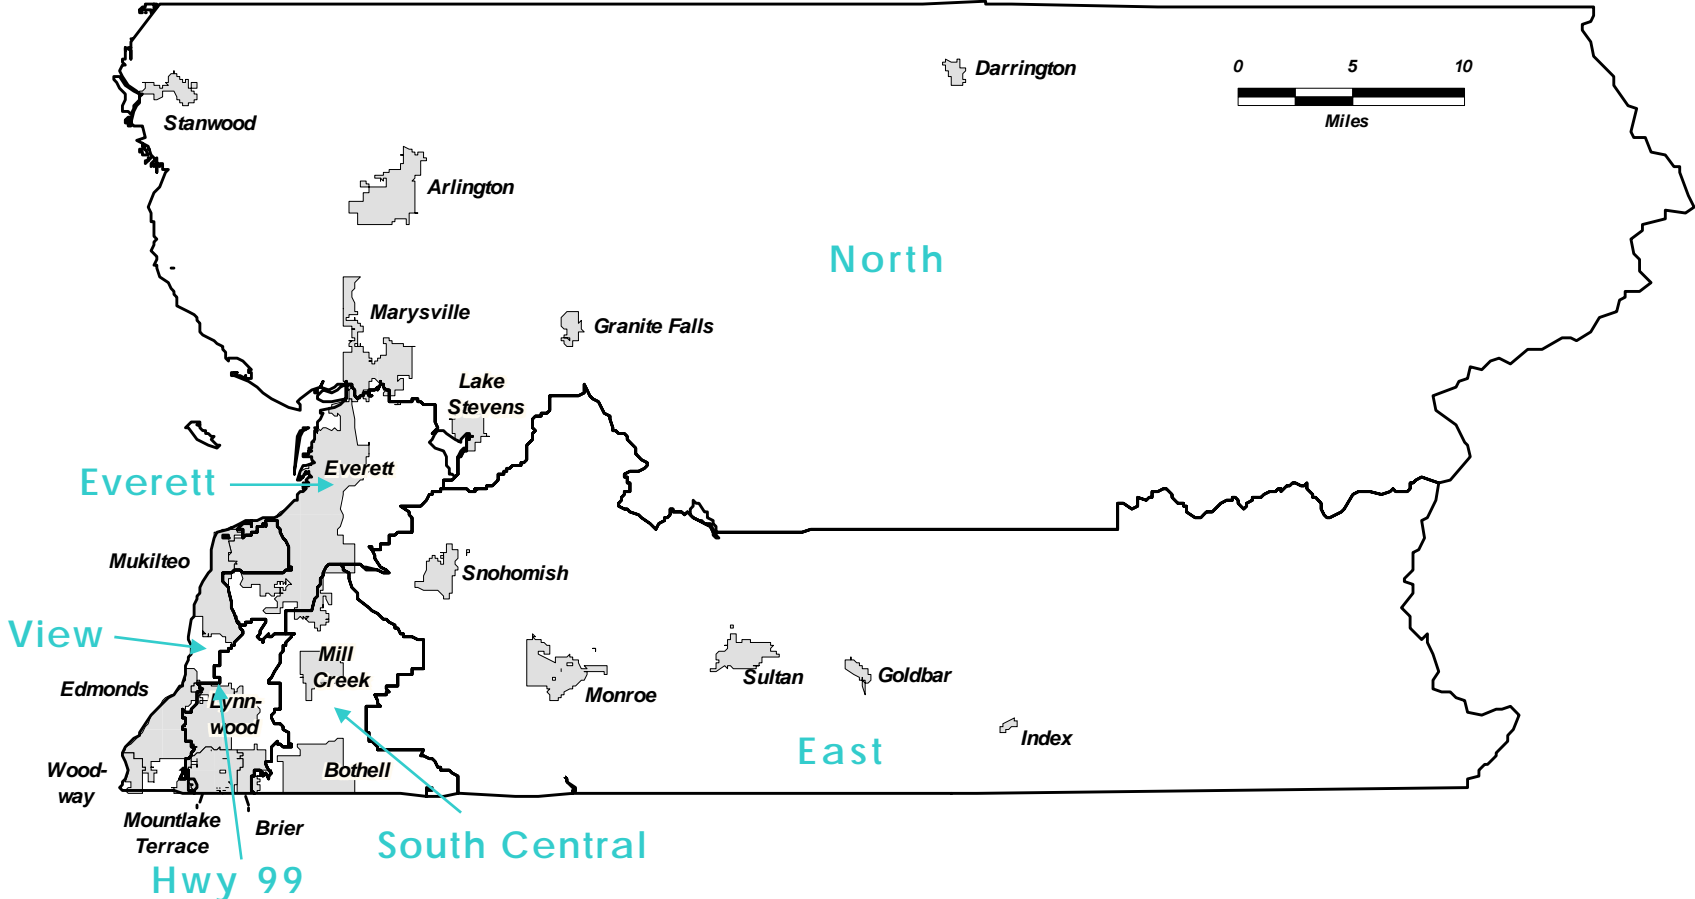 0 5 10
Darrington
Miles
Stanwood
Arlington
North
Marysville
Granite Falls
Lake
Stevens
Everett
Everett
Mukilteo
Snohomish
View
Mill
Creek
Edmonds
Lynn-
wood
Monroe
Sultan
Goldbar
Index
East
Wood-
way
Bothell
Mountlake
Terrace
Brier
South Central
Hwy 99